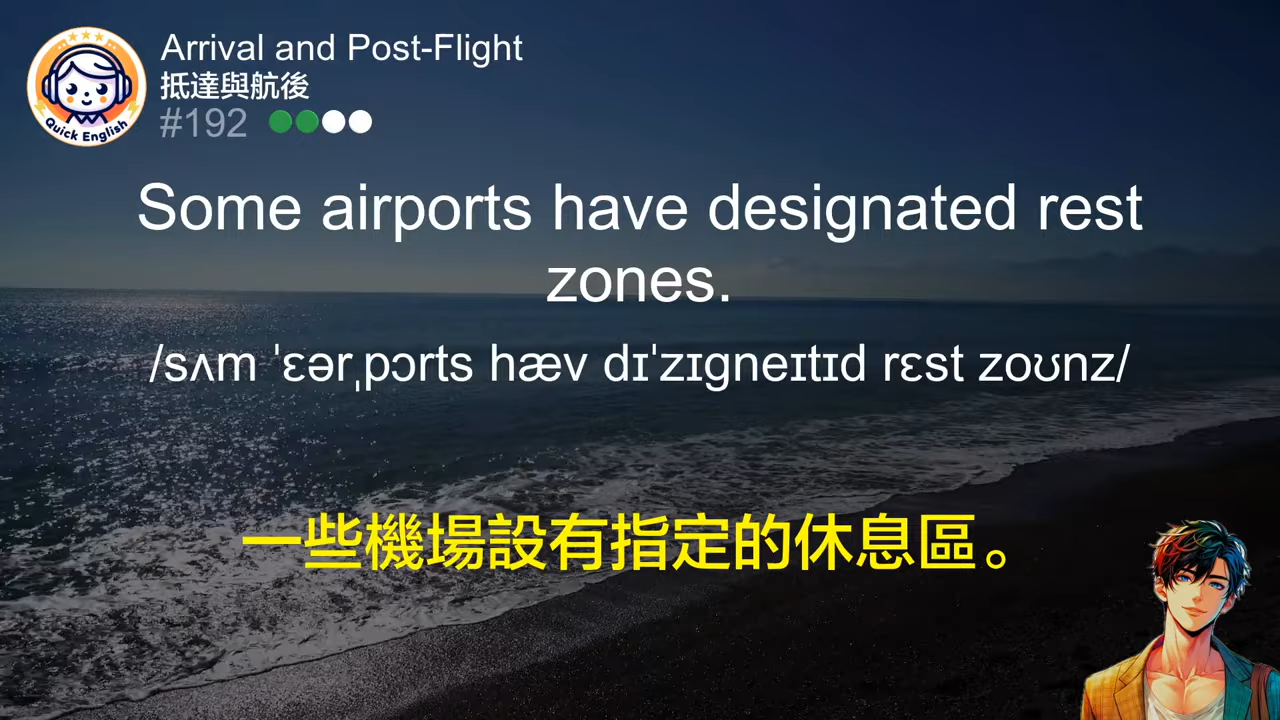 Arrival and Post-Flight
抵達與航後
#192
Quick English
Some airports have designated rest
zones.
/sʌm ˈɛərˌpɔrts hæv dɪˈzɪgneɪtɪd rɛst zoʊnz/
一些機場設有指定的休息區。